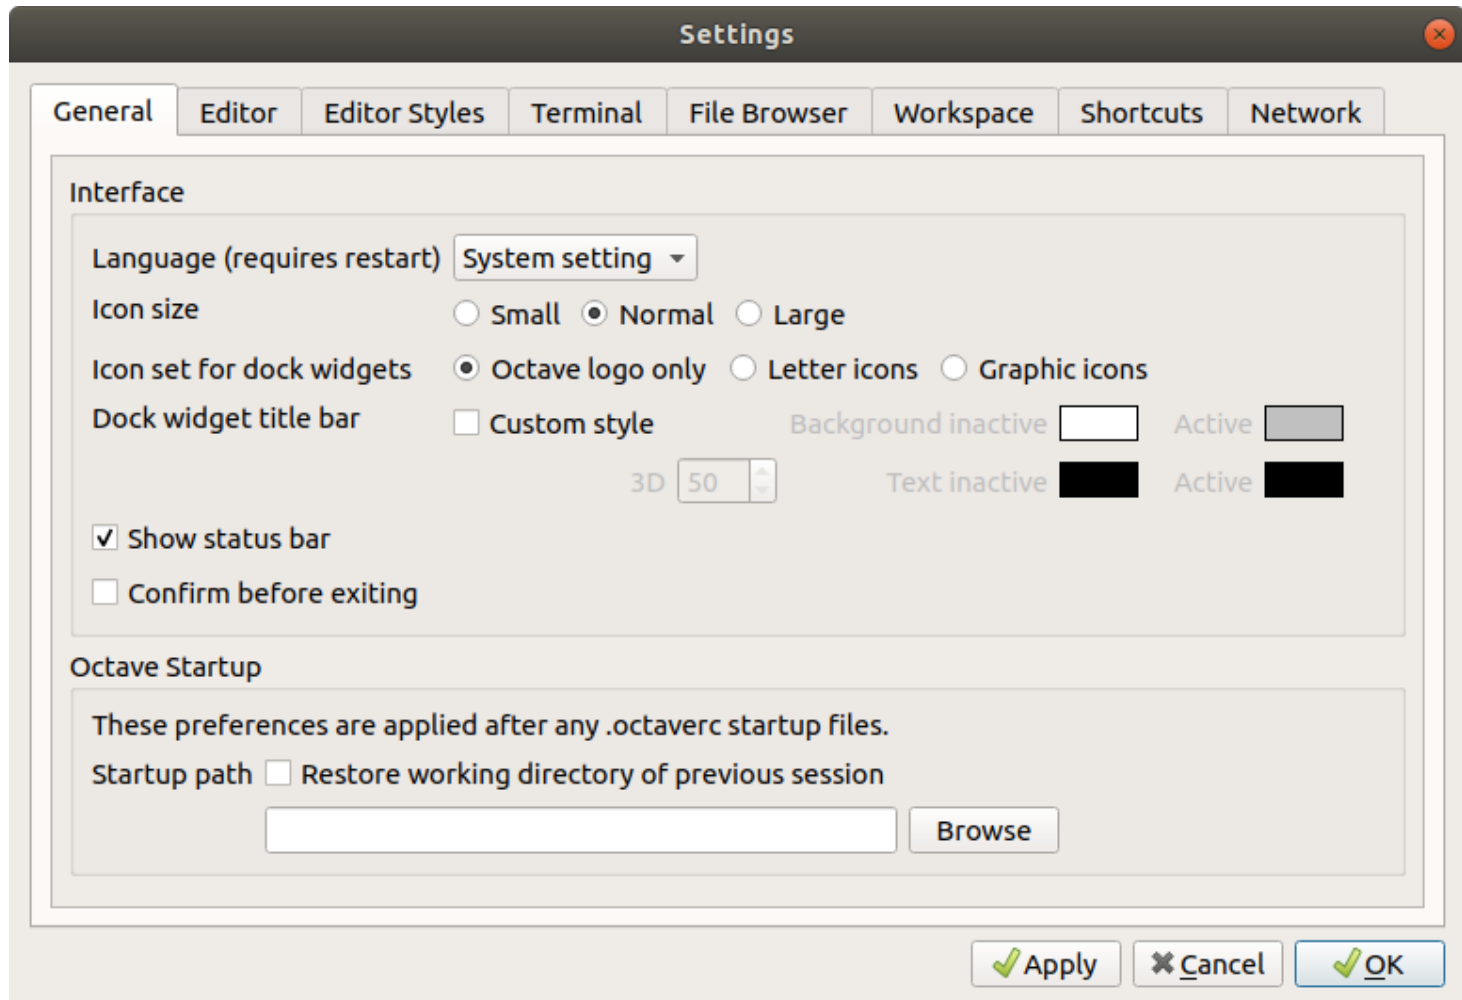 Settings
General Editor Editor Styles Terminal File Browser Workspace Shortcuts Network
Interface
Language (requires restart) System setting
Icon size Small Normal Large
Icon set for dock widgets Octave logo only Letter icons Graphic icons
Dock widget title bar Custom style Background inactive Active
3D 50 Text inactive Active
Show status bar
Confirm before exiting
Octave Startup
These preferences are applied after any .octaverc startup files.
Startup path Restore working directory of previous session
Browse
Apply Cancel OK